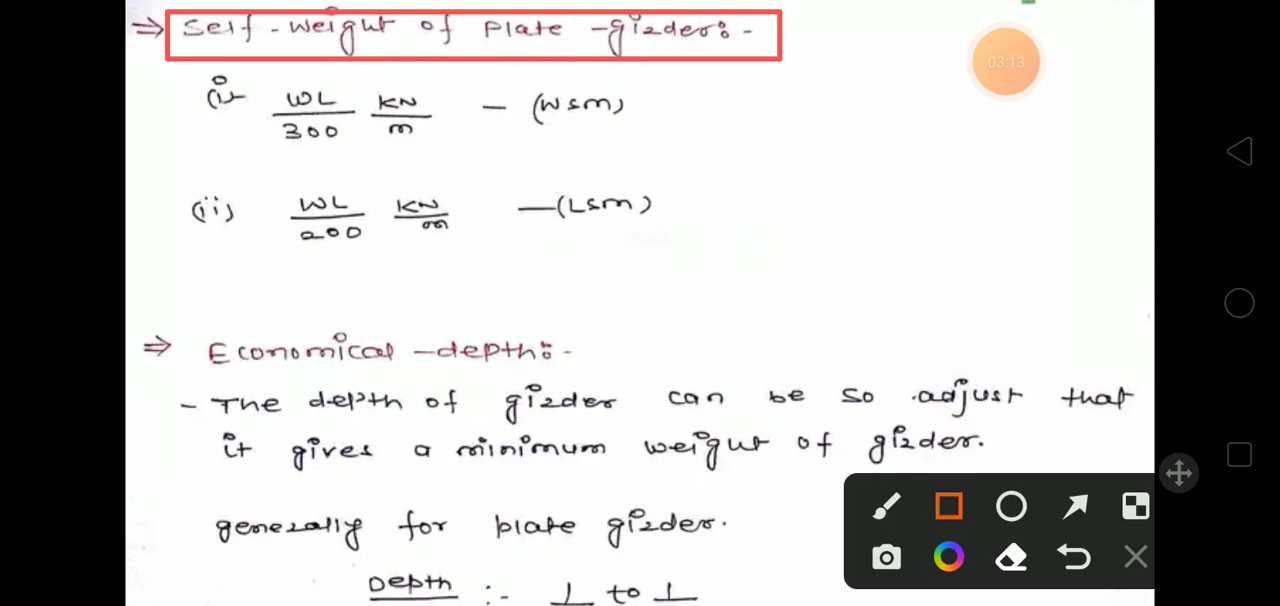 ⇒ Self-weight of Plate-girder:-
03:13
(i) WL/300 KN/m - (WSM)
(ii) WL/200 KN/m - (LSM)
⇒ Economical-depth:-
- The depth of girder can be so adjust that
it gives a minimum weight of girder.
generally for plate girder.
Depth :- 1 to 1